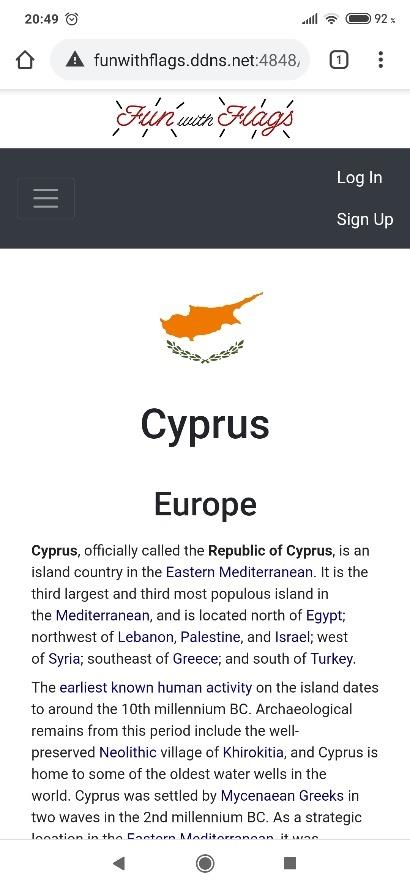 20:49
92 %
funwithflags.ddns.net:4848/
1
Fun with Flags
Log In
Sign Up
Cyprus
Europe
Cyprus, officially called the Republic of Cyprus, is an
island country in the Eastern Mediterranean. It is the
third largest and third most populous island in
the Mediterranean, and is located north of Egypt;
northwest of Lebanon, Palestine, and Israel; west
of Syria; southeast of Greece; and south of Turkey.
The earliest known human activity on the island dates
to around the 10th millennium BC. Archaeological
remains from this period include the well-
preserved Neolithic village of Khirokitia, and Cyprus is
home to some of the oldest water wells in the
world. Cyprus was settled by Mycenaean Greeks in
two waves in the 2nd millennium BC. As a strategic
location in the Eastern Mediterranean, it was